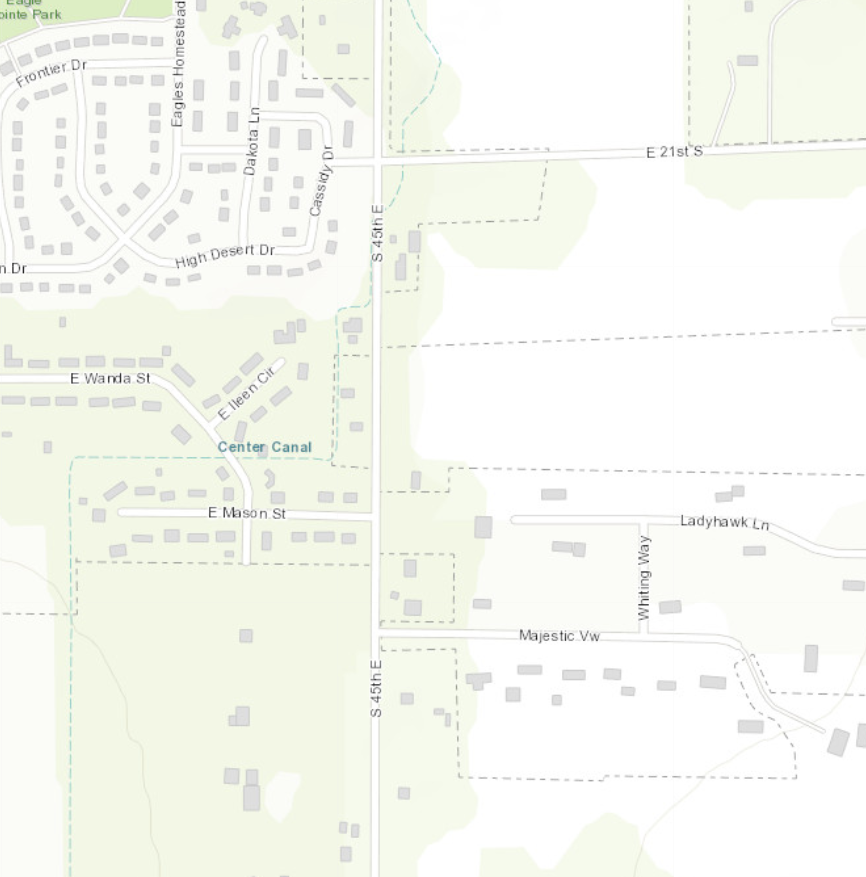 Eagle
ointe Park
Frontier Dr
Eagles Homestead
Dakota Ln
Cassidy Dr
E 21st S
S 45th E
High Desert Dr
n Dr
E Wanda St
E Ileen Cir
Center Canal
E Mason St
Ladyhawk Ln
Whiting Way
Majestic Vw
S 45th E